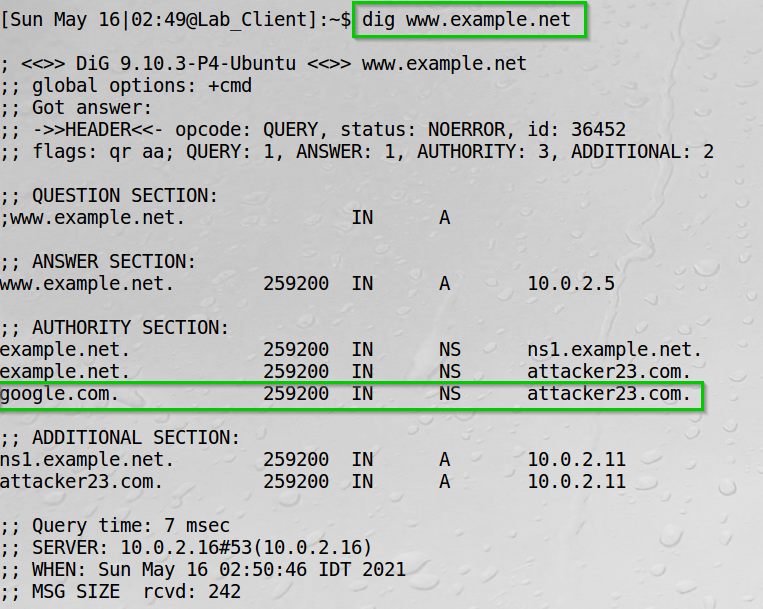 [Sun May 16|02:49@Lab_Client]:~$ dig www.example.net
; <<>> DiG 9.10.3-P4-Ubuntu <<>> www.example.net
;; global options: +cmd
;; Got answer:
;; ->>HEADER<<- opcode: QUERY, status: NOERROR, id: 36452
;; flags: qr aa; QUERY: 1, ANSWER: 1, AUTHORITY: 3, ADDITIONAL: 2
;; QUESTION SECTION:
;www.example.net. IN A
;; ANSWER SECTION:
www.example.net. 259200 IN A 10.0.2.5
;; AUTHORITY SECTION:
example.net. 259200 IN NS ns1.example.net.
example.net. 259200 IN NS attacker23.com.
google.com. 259200 IN NS attacker23.com.
;; ADDITIONAL SECTION:
ns1.example.net. 259200 IN A 10.0.2.11
attacker23.com. 259200 IN A 10.0.2.11
;; Query time: 7 msec
;; SERVER: 10.0.2.16#53(10.0.2.16)
;; WHEN: Sun May 16 02:50:46 IDT 2021
;; MSG SIZE rcvd: 242